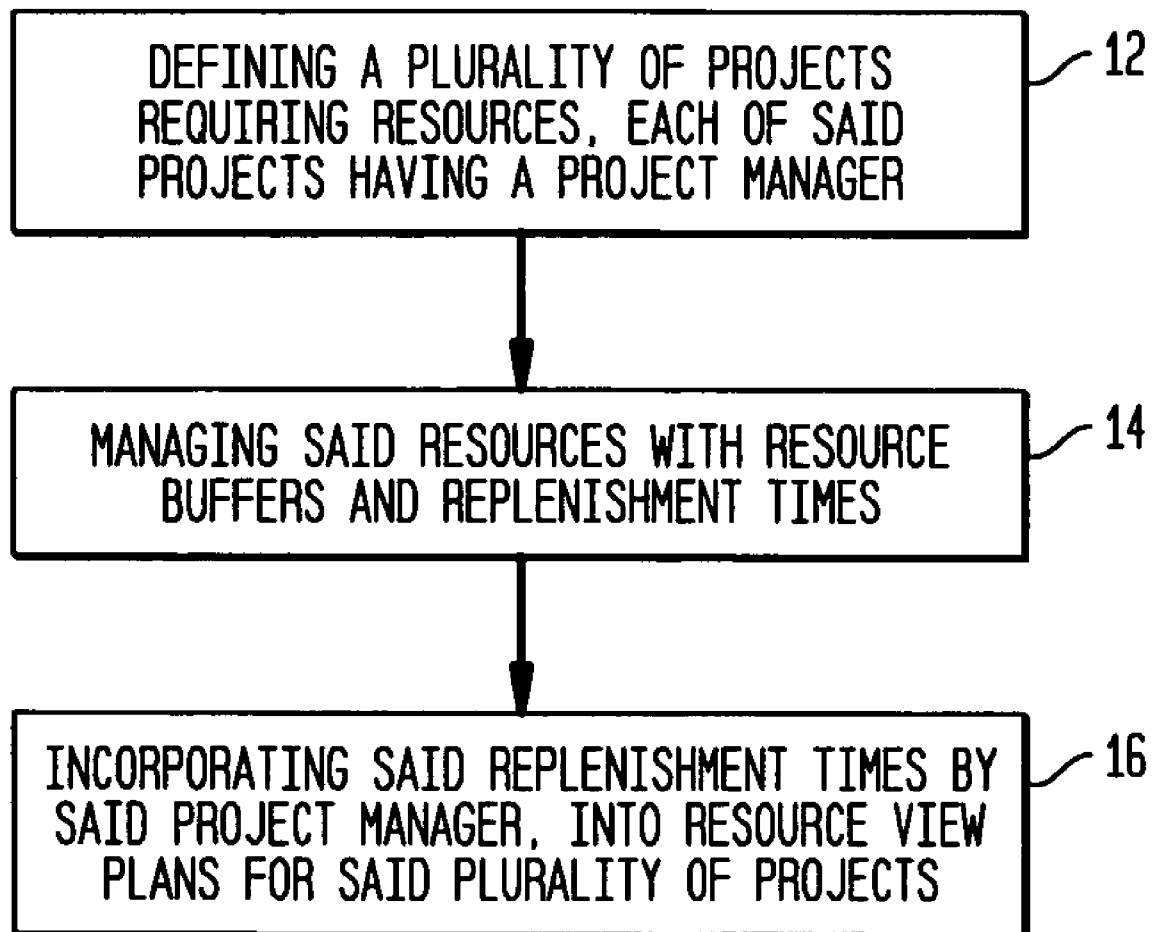 DEFINING A PLURALITY OF PROJECTS
REQUIRING RESOURCES, EACH OF SAID
PROJECTS HAVING A PROJECT MANAGER
12
MANAGING SAID RESOURCES WITH RESOURCE
BUFFERS AND REPLENISHMENT TIMES
14
INCORPORATING SAID REPLENISHMENT TIMES BY
SAID PROJECT MANAGER, INTO RESOURCE VIEW
PLANS FOR SAID PLURALITY OF PROJECTS
16